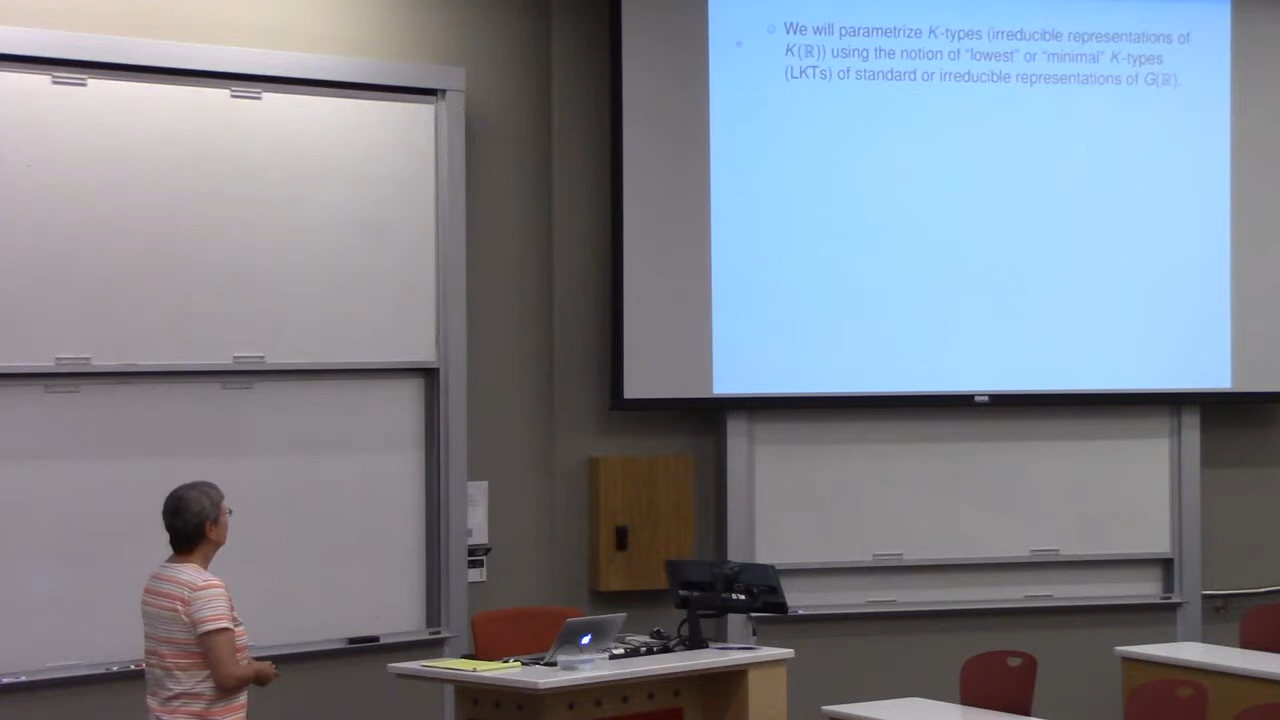 We will parametrize K-types (irreducible representations of
K(ℝ)) using the notion of "lowest" or "minimal" K-types
(LKTs) of standard or irreducible representations of G(ℝ).